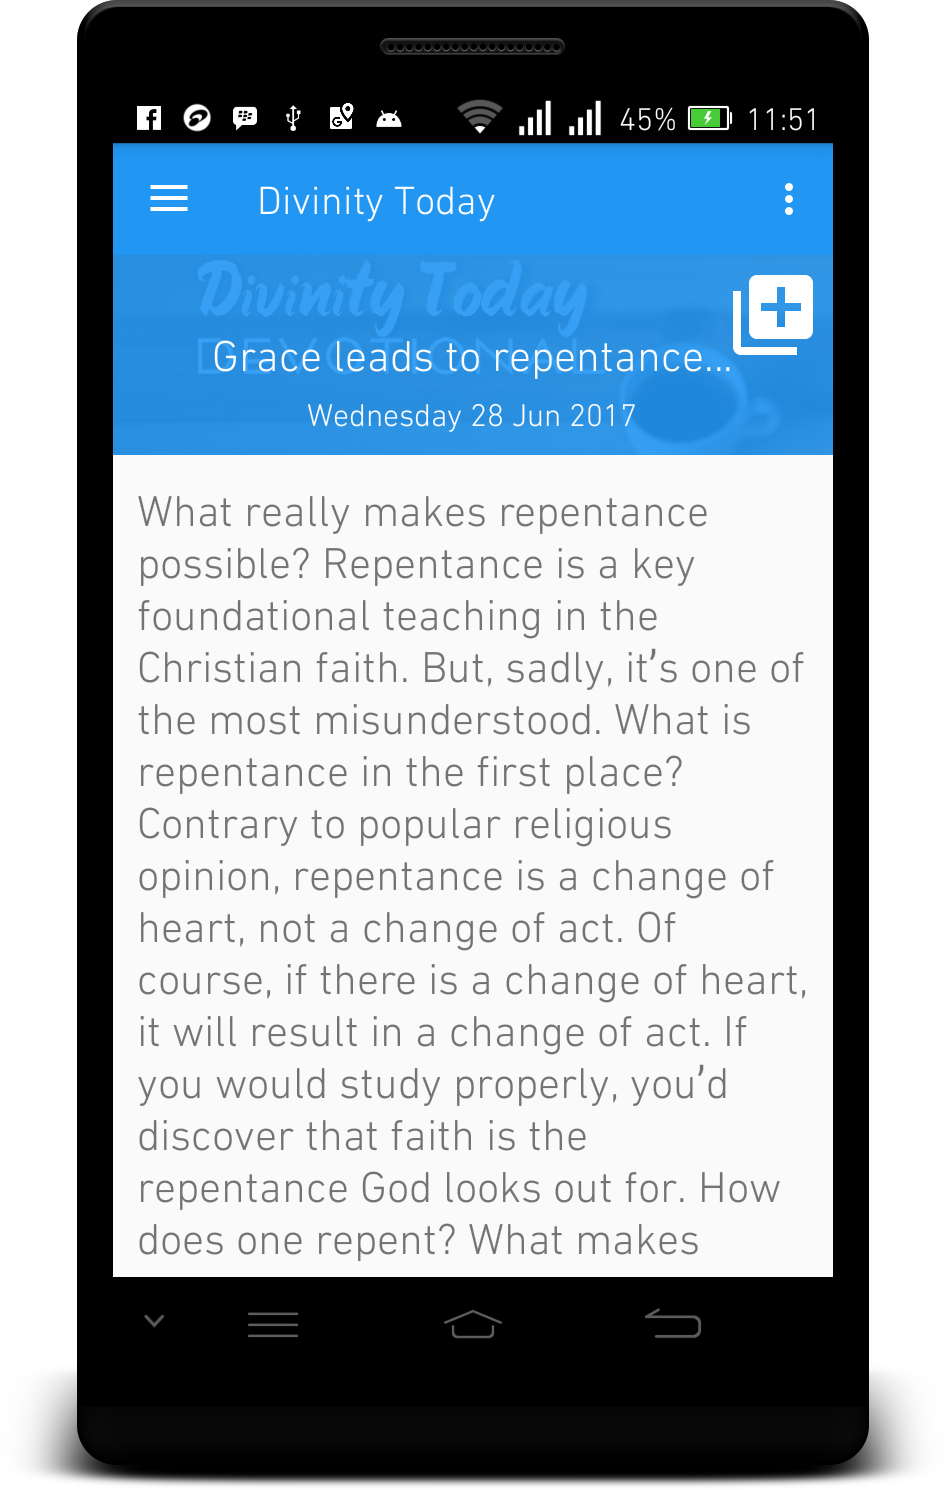 45% 11:51
Divinity Today
Divinity Today
DEVOTIONAL
Grace leads to repentance...
Wednesday 28 Jun 2017
What really makes repentance
possible? Repentance is a key
foundational teaching in the
Christian faith. But, sadly, it’s one of
the most misunderstood. What is
repentance in the first place?
Contrary to popular religious
opinion, repentance is a change of
heart, not a change of act. Of
course, if there is a change of heart,
it will result in a change of act. If
you would study properly, you’d
discover that faith is the
repentance God looks out for. How
does one repent? What makes